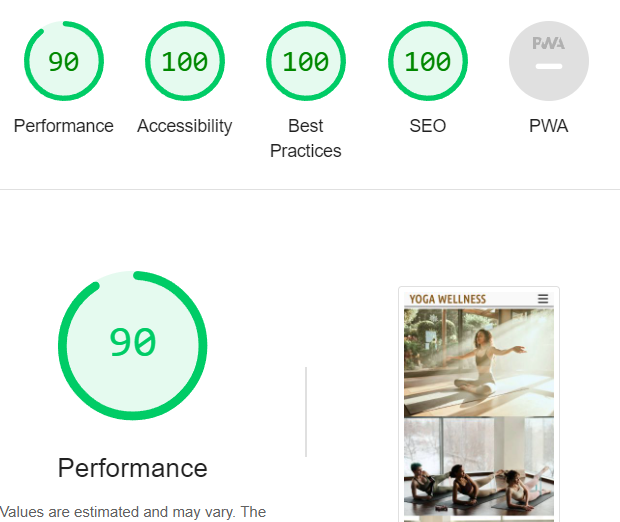 90
100
100
100
PWA
Performance
Accessibility
Best
Practices
SEO
PWA
90
YOGA WELLNESS
Performance
Values are estimated and may vary. The